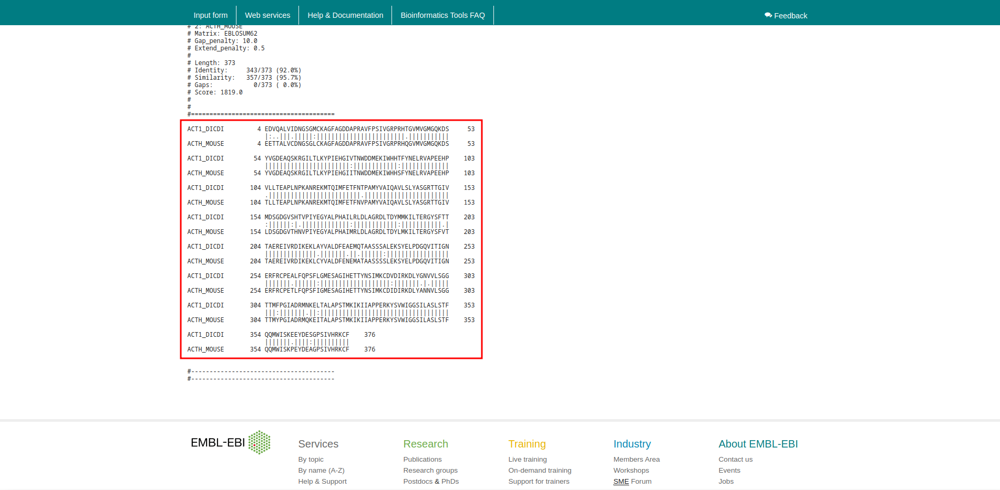 Input form Web services Help & Documentation Bioinformatics Tools FAQ Feedback
# 2: ACTH_MOUSE
# Matrix: EBLOSUM62
# Gap_penalty: 10.0
# Extend_penalty: 0.5
#
# Length: 373
# Identity:     343/373 (92.0%)
# Similarity:   357/373 (95.7%)
# Gaps:           0/373 ( 0.0%)
# Score: 1819.0
#
#
#=======================================
ACT1_DICDI         4 EDVQALVIDNGSGMCKAGFAGDDAPRAVFPSIVGRPRHTGVMVGMGQKDS     53
                     |:..|||.|||||:||||||||||||||||||||||||.|||||||||||
ACTH_MOUSE         4 EETTALVCDNGSGLCKAGFAGDDAPRAVFPSIVGRPRHQGVMVGMGQKDS     53
ACT1_DICDI        54 YVGDEAQSKRGILTLKYPIEHGIVTNWDDMEKIWHHTFYNELRVAPEEHP    103
                     |||||||||||||||||||||||:||||||||||||:|||||||||||||
ACTH_MOUSE        54 YVGDEAQSKRGILTLKYPIEHGIITNWDDMEKIWHHSFYNELRVAPEEHP    103
ACT1_DICDI       104 VLLTEAPLNPKANREKMTQIMFETFNTPAMYVAIQAVLSLYASGRTTGIV    153
                     .|||||||||||||||||||||||||.|||||||||||||||||||||||
ACTH_MOUSE       104 TLLTEAPLNPKANREKMTQIMFETFNVPAMYVAIQAVLSLYASGRTTGIV    153
ACT1_DICDI       154 MDSGDGVSHTVPIYEGYALPHAILRLDLAGRDLTDYMMKILTERGYSFTT    203
                     :||||||:|.|||||||||||||:||||||||||||:|||||||||||.|
ACTH_MOUSE       154 LDSGDGVTHNVPIYEGYALPHAIMRLDLAGRDLTDYLMKILTERGYSFVT    203
ACT1_DICDI       204 TAEREIVRDIKEKLAYVALDFEAEMQTAASSSALEKSYELPDGQVITIGN    253
                     ||||||||||||||.|||||||.||.||||||:|||||||||||||||||
ACTH_MOUSE       204 TAEREIVRDIKEKLCYVALDFENEMATAASSSSLEKSYELPDGQVITIGN    253
ACT1_DICDI       254 ERFRCPEALFQPSFLGMESAGIHETTYNSIMKCDVDIRKDLYGNVVLSGG    303
                     |||||||.||||||:|||||||||||||||||||:|||||||.|.|||||
ACTH_MOUSE       254 ERFRCPETLFQPSFIGMESAGIHETTYNSIMKCDIDIRKDLYANNVLSGG    303
ACT1_DICDI       304 TTMFPGIADRMNKELTALAPSTMKIKIIAPPERKYSVWIGGSILASLSTF    353
                     |||:|||||||.||:|||||||||||||||||||||||||||||||||||
ACTH_MOUSE       304 TTMYPGIADRMQKEITALAPSTMKIKIIAPPERKYSVWIGGSILASLSTF    353
ACT1_DICDI       354 QQMWISKEEYDESGPSIVHRKCF    376
                     |||||||.||||:||||||||||
ACTH_MOUSE       354 QQMWISKPEYDEAGPSIVHRKCF    376
#---------------------------------------
#---------------------------------------
EMBL-EBI
Services
By topic
By name (A-Z)
Help & Support
Research
Publications
Research groups
Postdocs & PhDs
Training
Live training
On-demand training
Support for trainers
Industry
Members Area
Workshops
SME Forum
About EMBL-EBI
Contact us
Events
Jobs